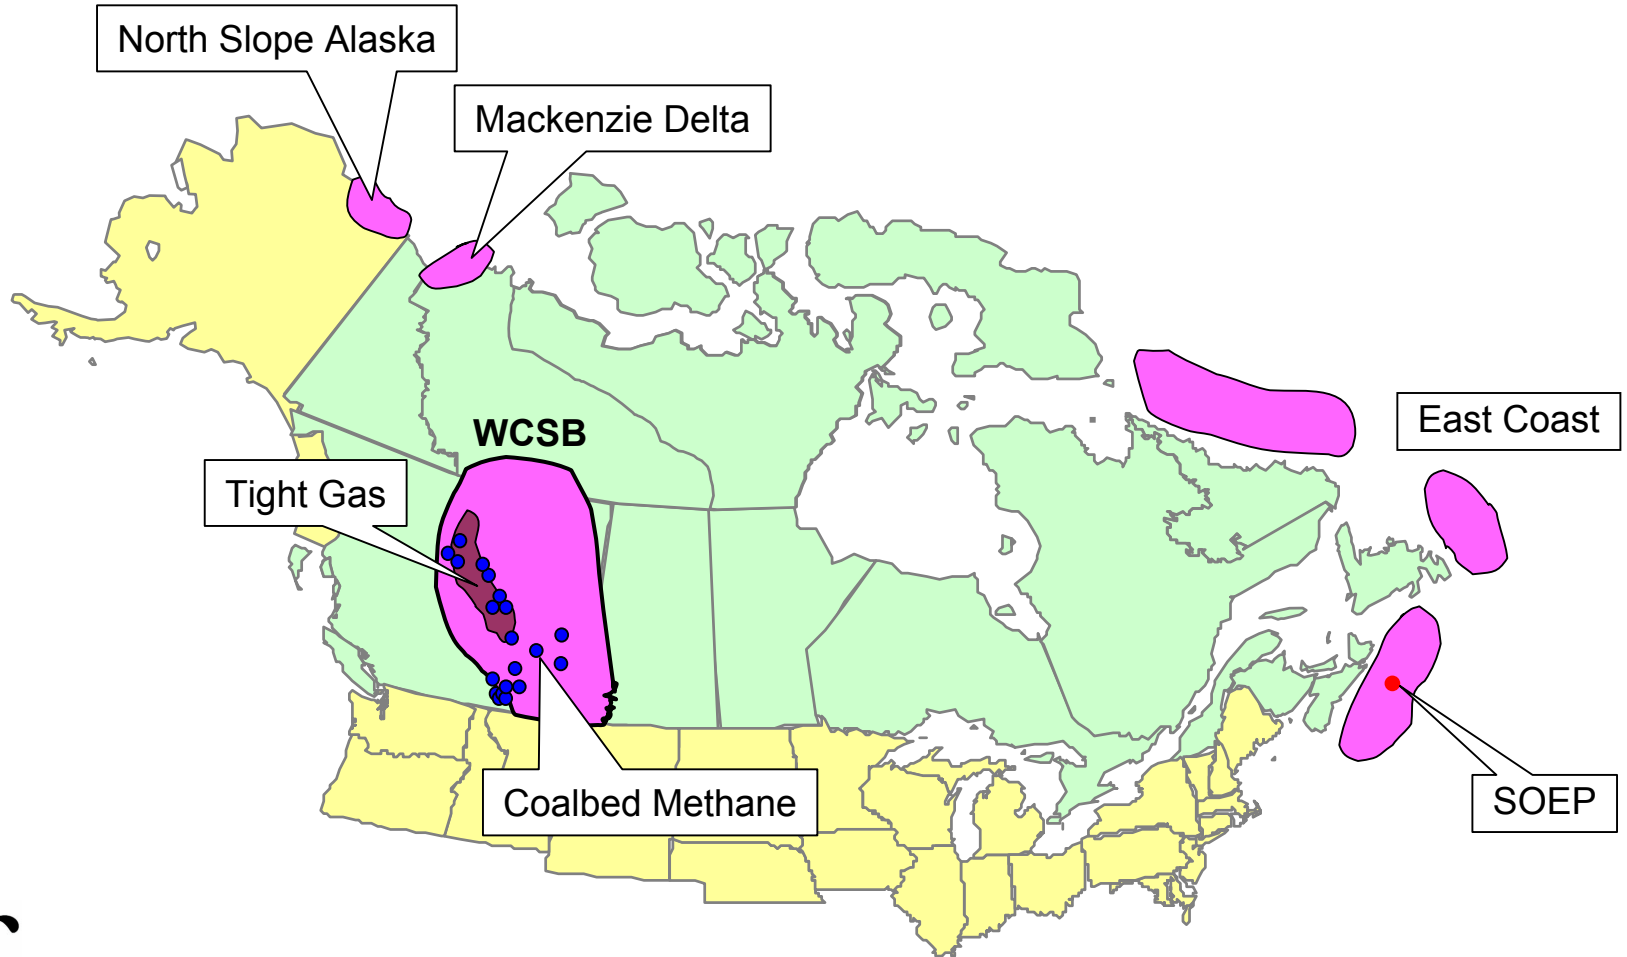 North Slope Alaska
Mackenzie Delta
East Coast
WCSB
Tight Gas
SOEP
Coalbed Methane